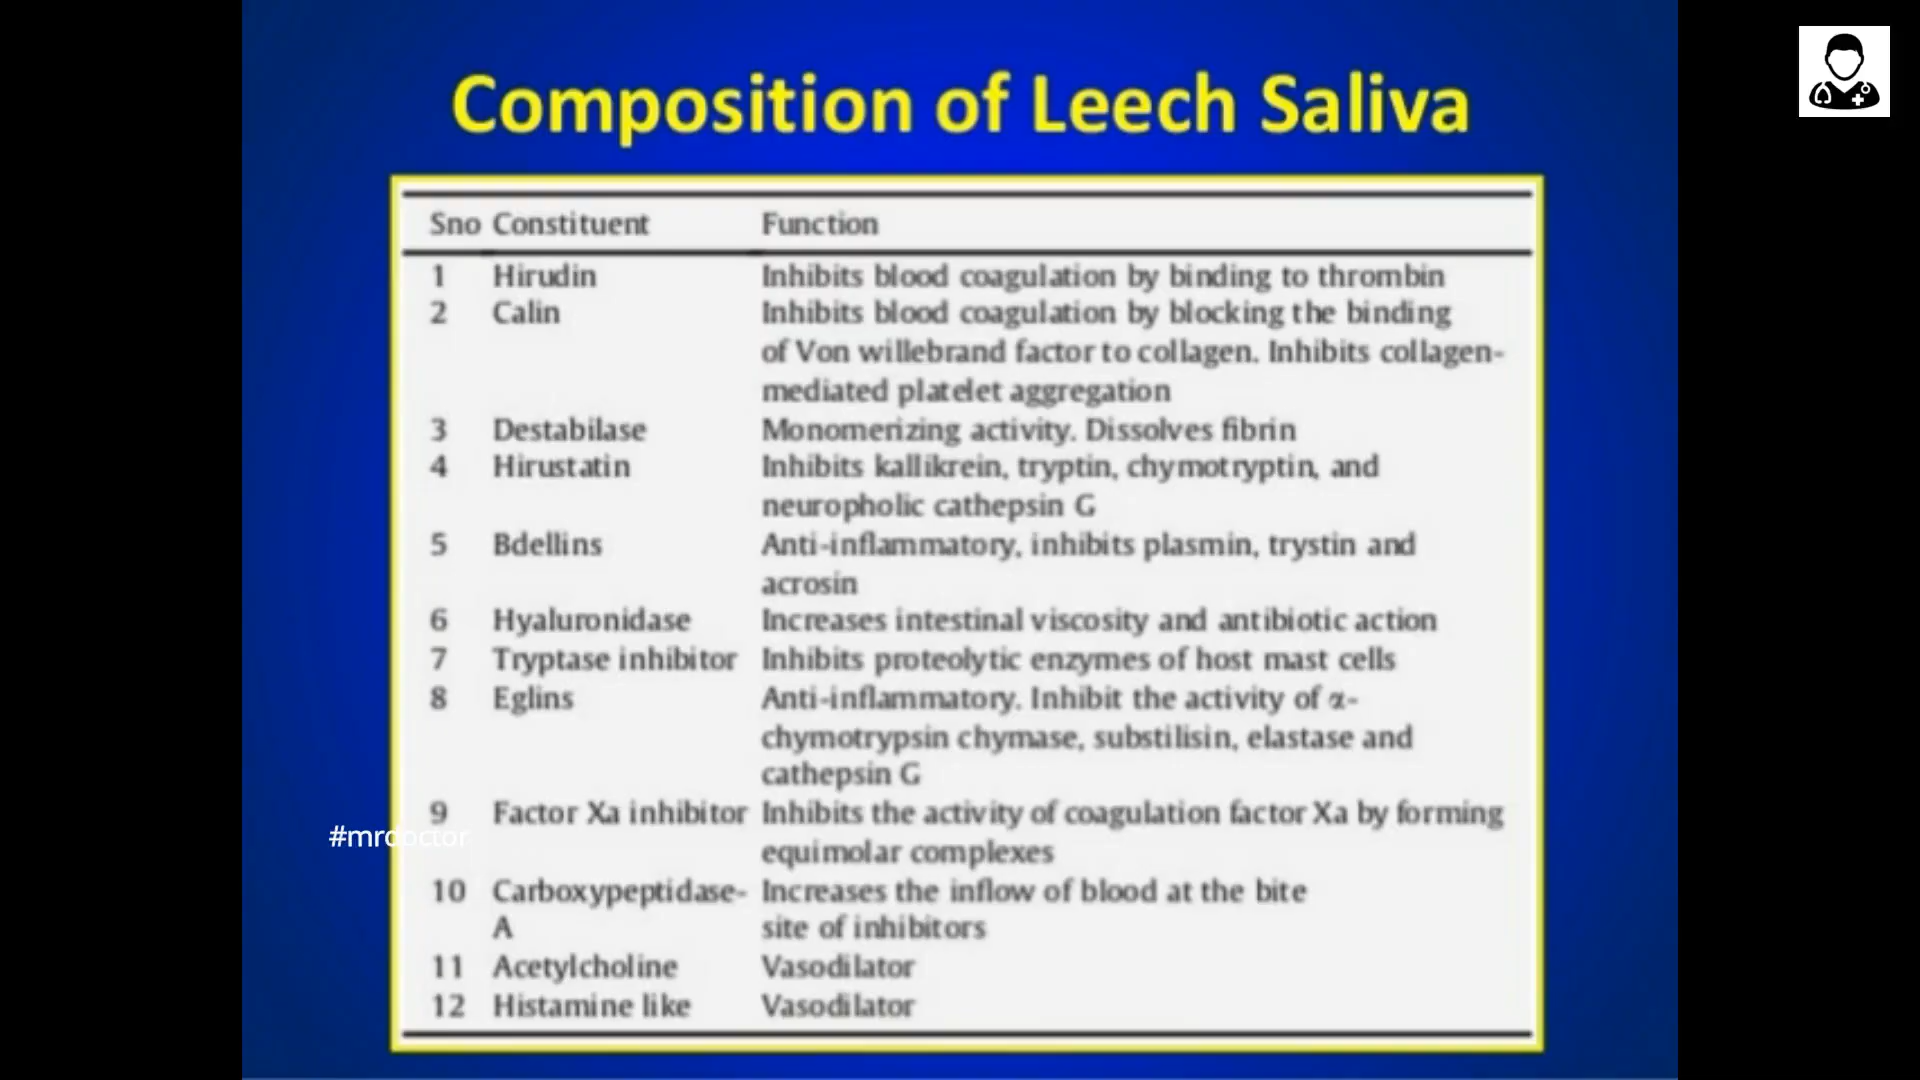 Composition of Leech Saliva
Sno Constituent Function
1 Hirudin Inhibits blood coagulation by binding to thrombin
2 Calin Inhibits blood coagulation by blocking the binding
of Von willebrand factor to collagen. Inhibits collagen-
mediated platelet aggregation
3 Destabilase Monomerizing activity. Dissolves fibrin
4 Hirustatin Inhibits kallikrein, tryptin, chymotryptin, and
neuropholic cathepsin G
5 Bdellins Anti-inflammatory, inhibits plasmin, trystin and
acrosin
6 Hyaluronidase Increases intestinal viscosity and antibiotic action
7 Tryptase inhibitor Inhibits proteolytic enzymes of host mast cells
8 Eglins Anti-inflammatory. Inhibit the activity of α-
chymotrypsin chymase, substilisin, elastase and
cathepsin G
9 Factor Xa inhibitor Inhibits the activity of coagulation factor Xa by forming
#mrdoctor
equimolar complexes
10 Carboxypeptidase- Increases the inflow of blood at the bite
A site of inhibitors
11 Acetylcholine Vasodilator
12 Histamine like Vasodilator